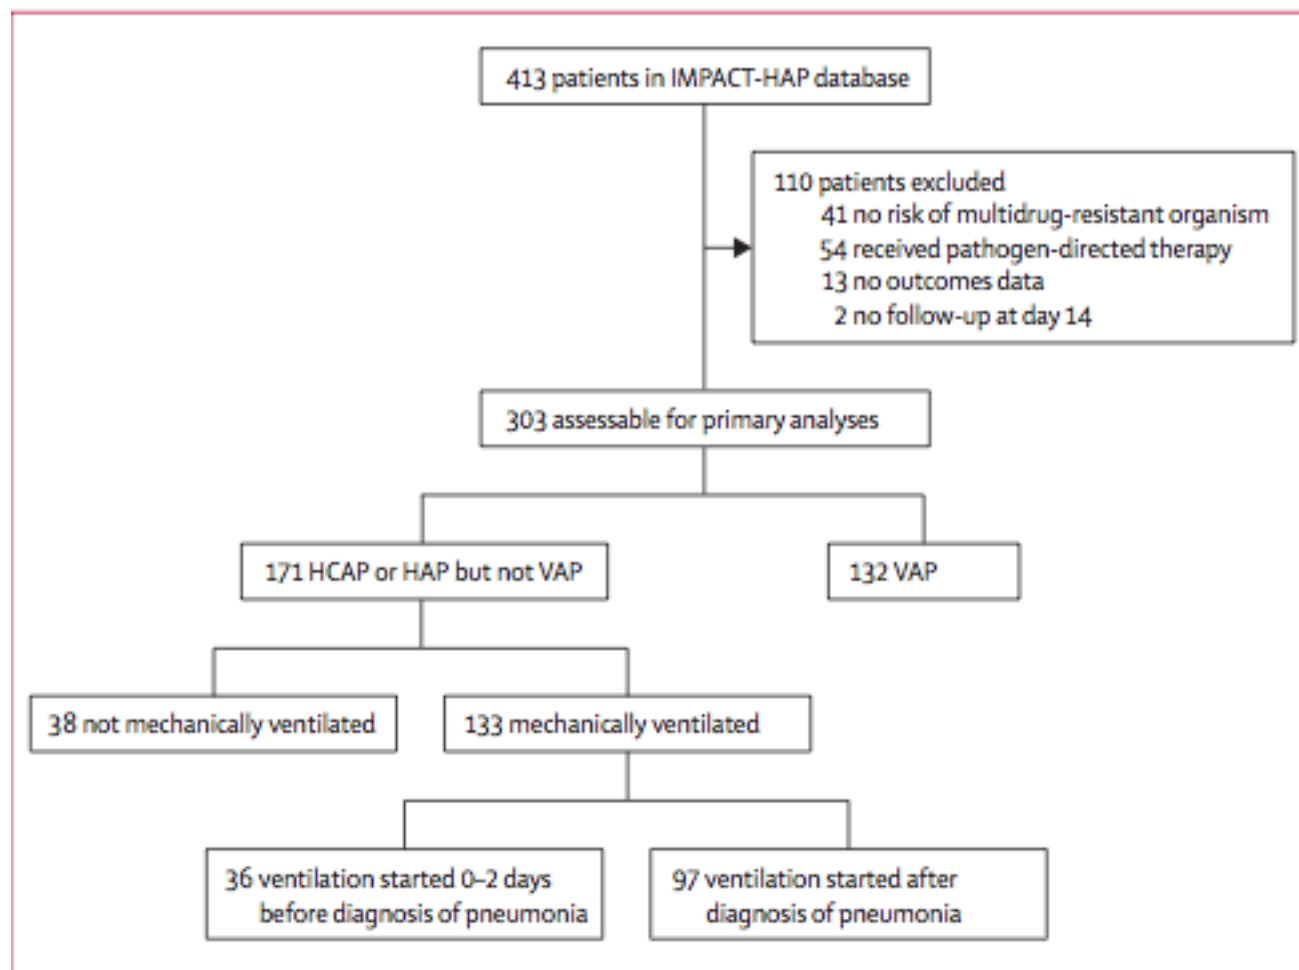 413 patients in IMPACT-HAP database
110 patients excluded
41 no risk of multidrug-resistant organism
54 received pathogen-directed therapy
13 no outcomes data
2 no follow-up at day 14
303 assessable for primary analyses
171 HCAP or HAP but not VAP
132 VAP
38 not mechanically ventilated
133 mechanically ventilated
36 ventilation started 0–2 days
before diagnosis of pneumonia
97 ventilation started after
diagnosis of pneumonia